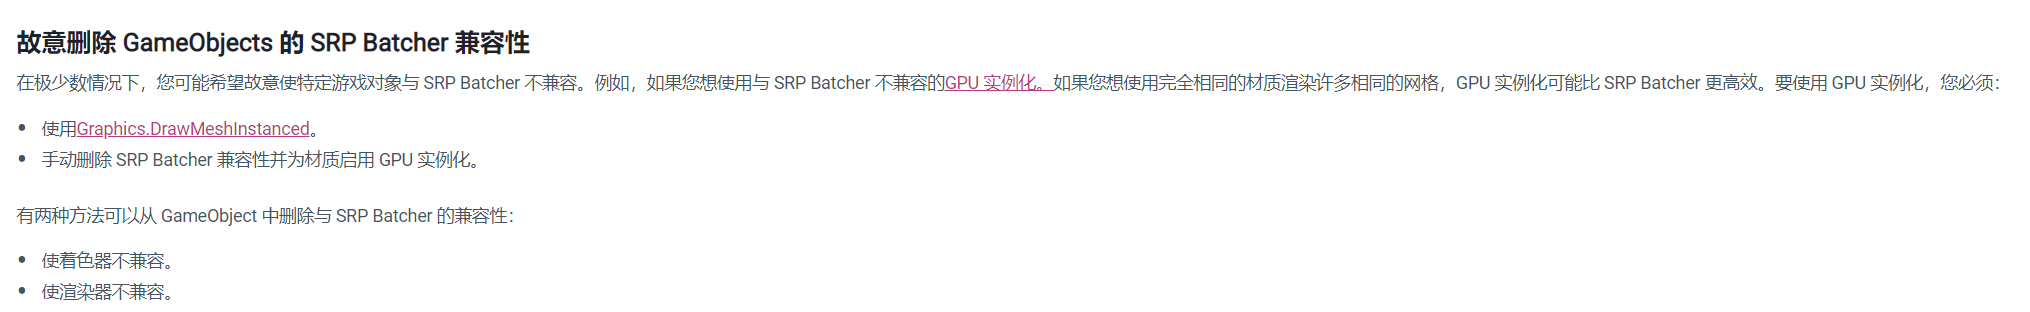 故意删除 GameObjects 的 SRP Batcher 兼容性
在极少数情况下，您可能希望故意使特定游戏对象与 SRP Batcher 不兼容。例如，如果您想使用与 SRP Batcher 不兼容的GPU 实例化。如果您想使用完全相同的材质渲染许多相同的网格，GPU 实例化可能比 SRP Batcher 更高效。要使用 GPU 实例化，您必须：
• 使用Graphics.DrawMeshInstanced。
• 手动删除 SRP Batcher 兼容性并为材质启用 GPU 实例化。
有两种方法可以从 GameObject 中删除与 SRP Batcher 的兼容性：
• 使着色器不兼容。
• 使渲染器不兼容。